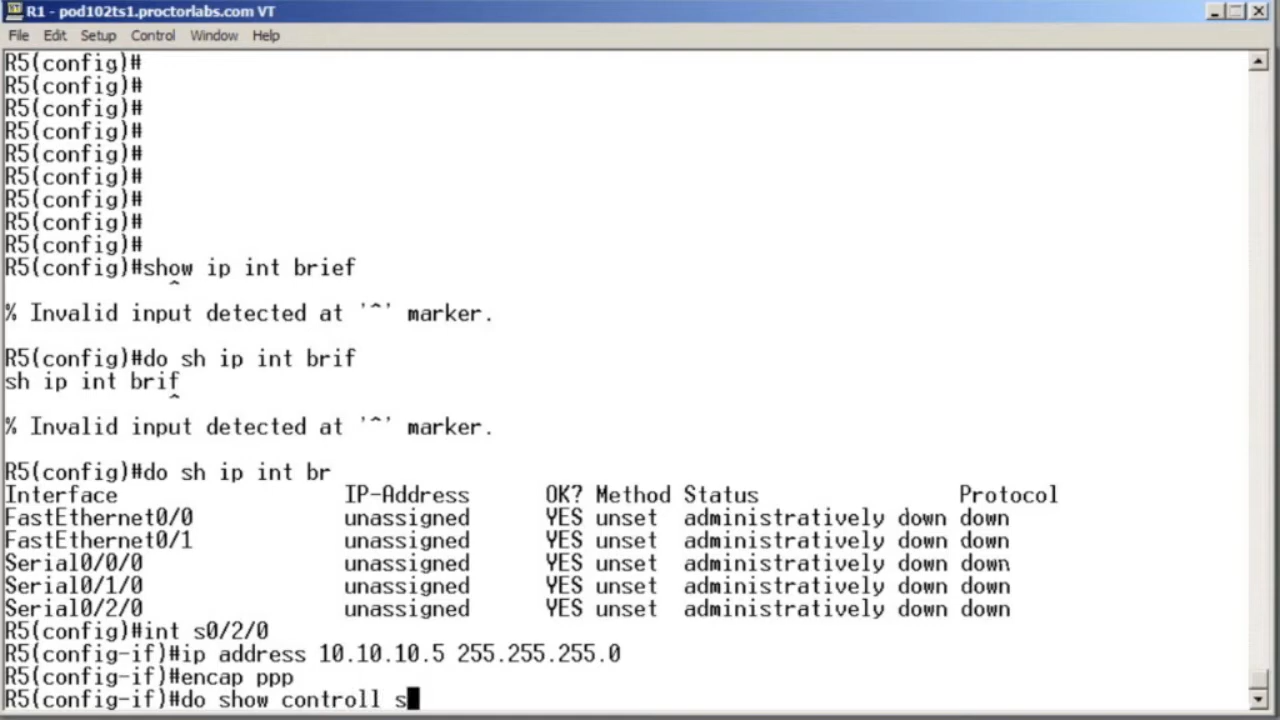 R1 - pod102ts1.proctorlabs.com VT
File Edit Setup Control Window Help
R5(config)#
R5(config)#
R5(config)#
R5(config)#
R5(config)#
R5(config)#
R5(config)#
R5(config)#
R5(config)#
R5(config)#show ip int brief
^
% Invalid input detected at '^' marker.
R5(config)#do sh ip int brif
sh ip int brif
^
% Invalid input detected at '^' marker.
R5(config)#do sh ip int br
Interface IP-Address OK? Method Status Protocol
FastEthernet0/0 unassigned YES unset administratively down down
FastEthernet0/1 unassigned YES unset administratively down down
Serial0/0/0 unassigned YES unset administratively down down
Serial0/1/0 unassigned YES unset administratively down down
Serial0/2/0 unassigned YES unset administratively down down
R5(config)#int s0/2/0
R5(config-if)#ip address 10.10.10.5 255.255.255.0
R5(config-if)#encap ppp
R5(config-if)#do show controll s